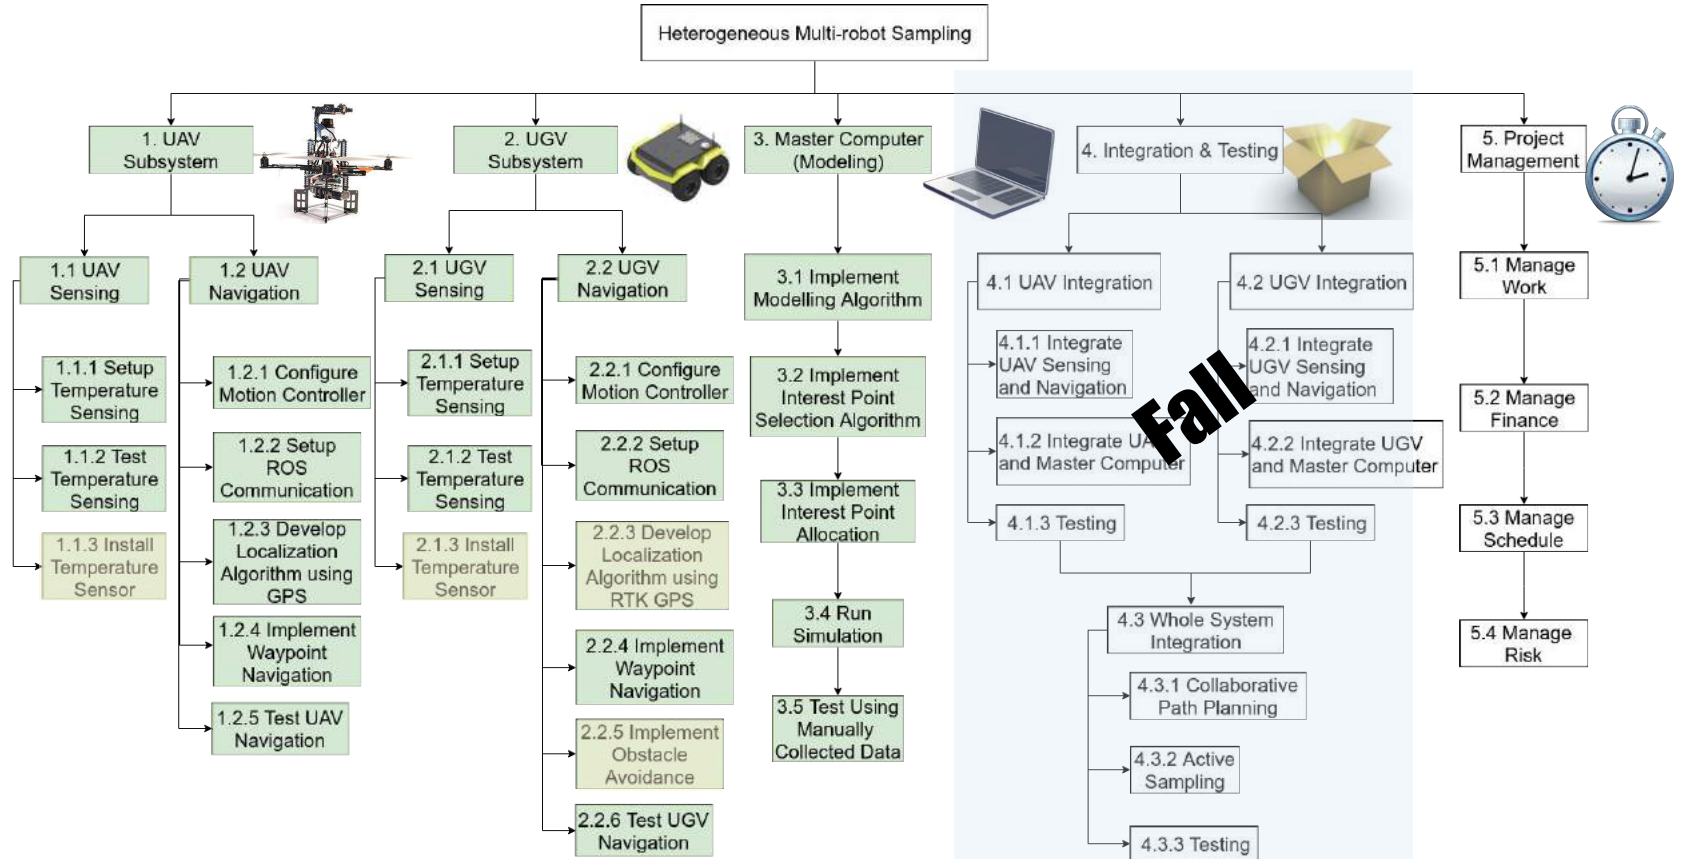 Heterogeneous Multi-robot Sampling
1. UAV
Subsystem
2. UGV
Subsystem
3. Master Computer
(Modeling)
4. Integration & Testing
5. Project
Management
1.1 UAV
Sensing
1.2 UAV
Navigation
2.1 UGV
Sensing
2.2 UGV
Navigation
3.1 Implement
Modelling Algorithm
4.1 UAV Integration
4.2 UGV Integration
5.1 Manage
Work
1.1.1 Setup
Temperature
Sensing
1.2.1 Configure
Motion Controller
2.1.1 Setup
Temperature
Sensing
2.2.1 Configure
Motion Controller
3.2 Implement
Interest Point
Selection Algorithm
4.1.1 Integrate
UAV Sensing
and Navigation
4.2.1 Integrate
UGV Sensing
and Navigation
Fall
5.2 Manage
Finance
1.1.2 Test
Temperature
Sensing
1.2.2 Setup
ROS
Communication
2.1.2 Test
Temperature
Sensing
2.2.2 Setup
ROS
Communication
3.3 Implement
Interest Point
Allocation
4.1.2 Integrate UAV
and Master Computer
4.2.2 Integrate UGV
and Master Computer
5.3 Manage
Schedule
1.1.3 Install
Temperature
Sensor
1.2.3 Develop
Localization
Algorithm using
GPS
2.1.3 Install
Temperature
Sensor
2.2.3 Develop
Localization
Algorithm using
RTK GPS
3.4 Run
Simulation
4.1.3 Testing
4.2.3 Testing
5.4 Manage
Risk
1.2.4 Implement
Waypoint
Navigation
2.2.4 Implement
Waypoint
Navigation
3.5 Test Using
Manually
Collected Data
4.3 Whole System
Integration
1.2.5 Test UAV
Navigation
2.2.5 Implement
Obstacle
Avoidance
4.3.1 Collaborative
Path Planning
2.2.6 Test UGV
Navigation
4.3.2 Active
Sampling
4.3.3 Testing